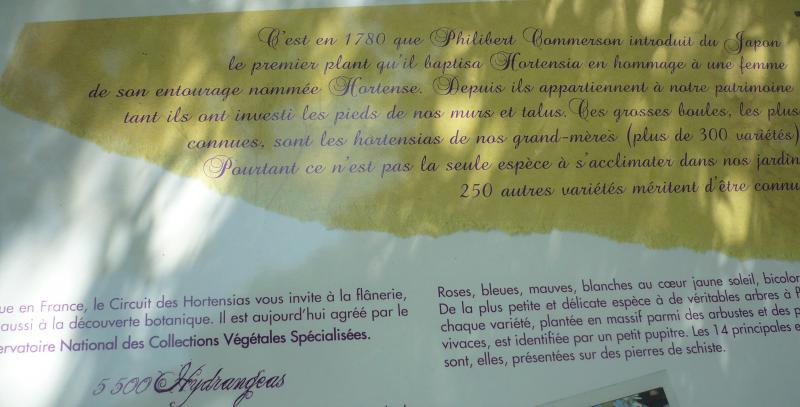 C'est en 1780 que Philibert Commerson introduit du Japon
le premier plant qu'il baptisa Hortensia en hommage à une femme
de son entourage nommée Hortense. Depuis ils appartiennent à notre patrimoine
tant ils ont investi les pieds de nos murs et talus. Ces grosses boules, les plus
connues, sont les hortensias de nos grand-mères (plus de 300 variétés)
Pourtant ce n'est pas la seule espèce à s'acclimater dans nos jardin
250 autres variétés méritent d'être connu
ue en France, le Circuit des Hortensias vous invite à la flânerie,
aussi à la découverte botanique. Il est aujourd'hui agréé par le
ervatoire National des Collections Végétales Spécialisées.
5 500 Hydrangeas
Roses, bleues, mauves, blanches au cœur jaune soleil, bicolor
De la plus petite et délicate espèce à de véritables arbres à f
chaque variété, plantée en massif parmi des arbustes et des p
vivaces, est identifiée par un petit pupitre. Les 14 principales e
sont, elles, présentées sur des pierres de schiste.